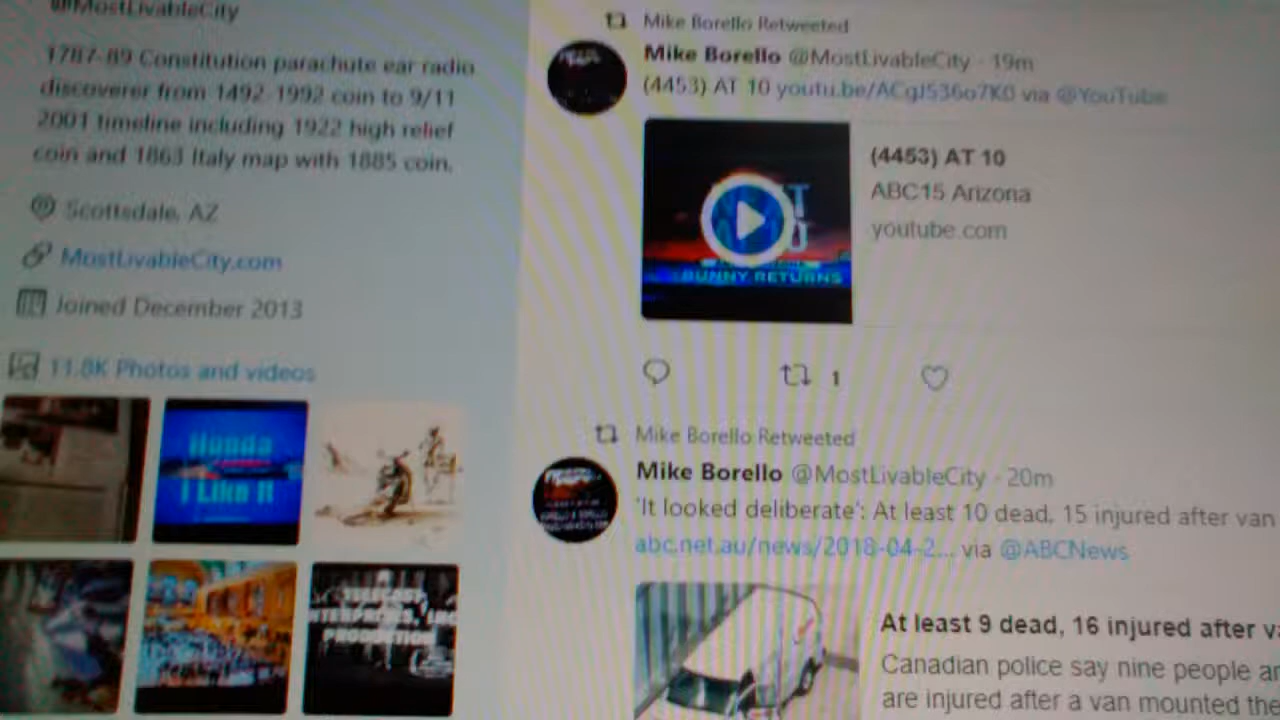 @MostLivableCity
1787-89 Constitution parachute ear radio
discoverer from 1492-1992 coin to 9/11
2001 timeline including 1922 high relief
coin and 1863 Italy map with 1885 coin.
Scottsdale, AZ
MostLivableCity.com
Joined December 2013
11.8K Photos and videos
Honda
I Like It
TELECAST
INTERFACES, INC
PRODUCTION
Mike Borello Retweeted
Mike Borello @MostLivableCity · 19m
(4453) AT 10 youtu.be/ACgJ536o7K0 via @YouTube
BUNNY RETURNS
(4453) AT 10
ABC15 Arizona
youtube.com
1
Mike Borello Retweeted
Mike Borello @MostLivableCity · 20m
'It looked deliberate': At least 10 dead, 15 injured after van
abc.net.au/news/2018-04-2... via @ABCNews
At least 9 dead, 16 injured after va
Canadian police say nine people ar
are injured after a van mounted the